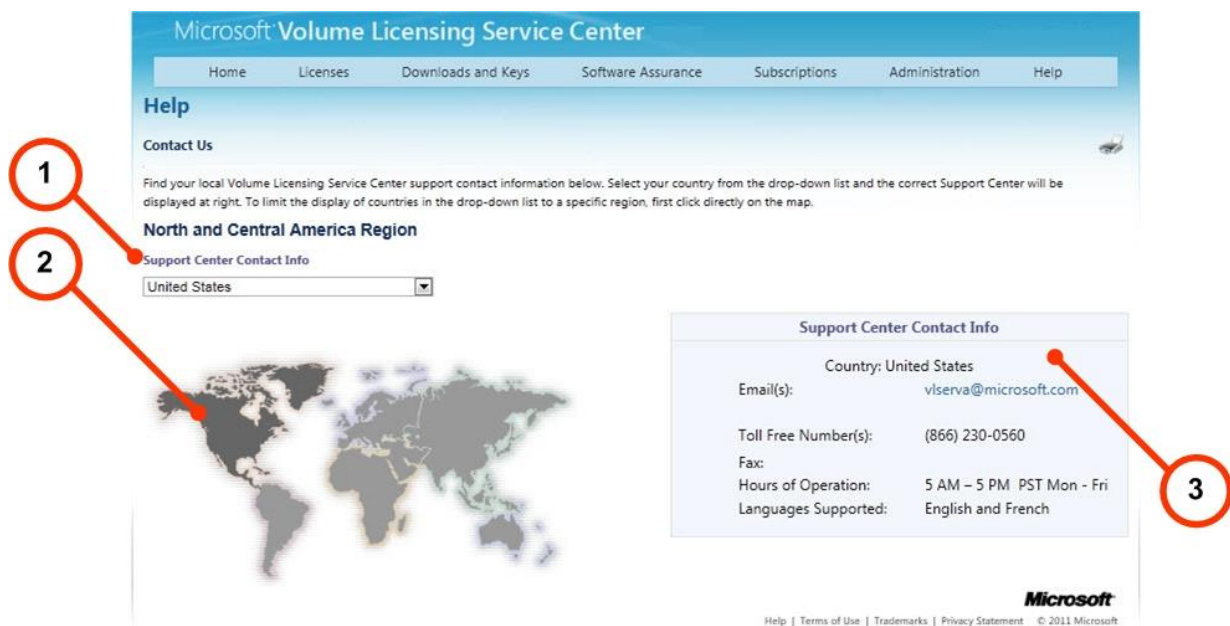 Microsoft Volume Licensing Service Center
Home Licenses Downloads and Keys Software Assurance Subscriptions Administration Help
Help
Contact Us
1
Find your local Volume Licensing Service Center support contact information below. Select your country from the drop-down list and the correct Support Center will be
displayed at right. To limit the display of countries in the drop-down list to a specific region, first click directly on the map.
North and Central America Region
2
Support Center Contact Info
United States
Support Center Contact Info
Country: United States
Email(s): vlserva@microsoft.com
Toll Free Number(s): (866) 230-0560
Fax:
Hours of Operation: 5 AM – 5 PM PST Mon - Fri
3
Languages Supported: English and French
Microsoft
Help | Terms of Use | Trademarks | Privacy Statement © 2011 Microsoft